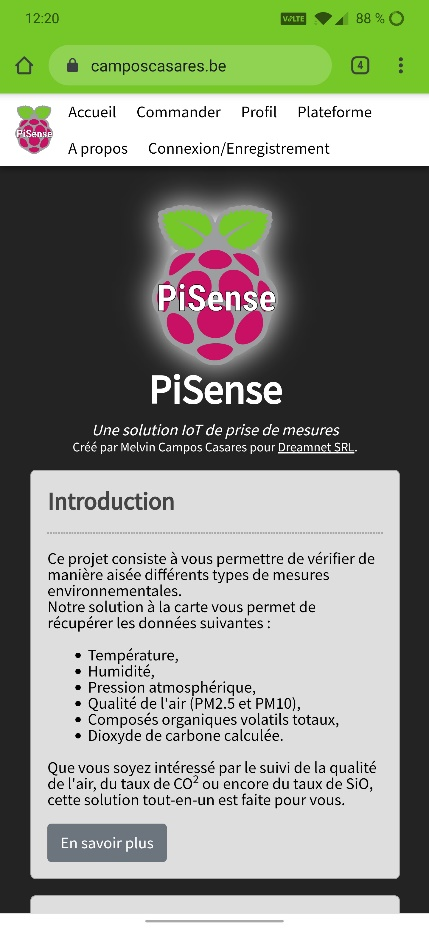 12:20
VoLTE
88 %
camposcasares.be
4
PiSense
Accueil Commander Profil Plateforme
A propos Connexion/Enregistrement
PiSense
PiSense
Une solution IoT de prise de mesures
Créé par Melvin Campos Casares pour Dreamnet SRL.
Introduction
Ce projet consiste à vous permettre de vérifier de
manière aisée différents types de mesures
environnementales.
Notre solution à la carte vous permet de
récupérer les données suivantes :
• Température,
• Humidité,
• Pression atmosphérique,
• Qualité de l'air (PM2.5 et PM10),
• Composés organiques volatils totaux,
• Dioxyde de carbone calculée.
Que vous soyez intéressé par le suivi de la qualité
de l'air, du taux de CO² ou encore du taux de SiO,
cette solution tout-en-un est faite pour vous.
En savoir plus